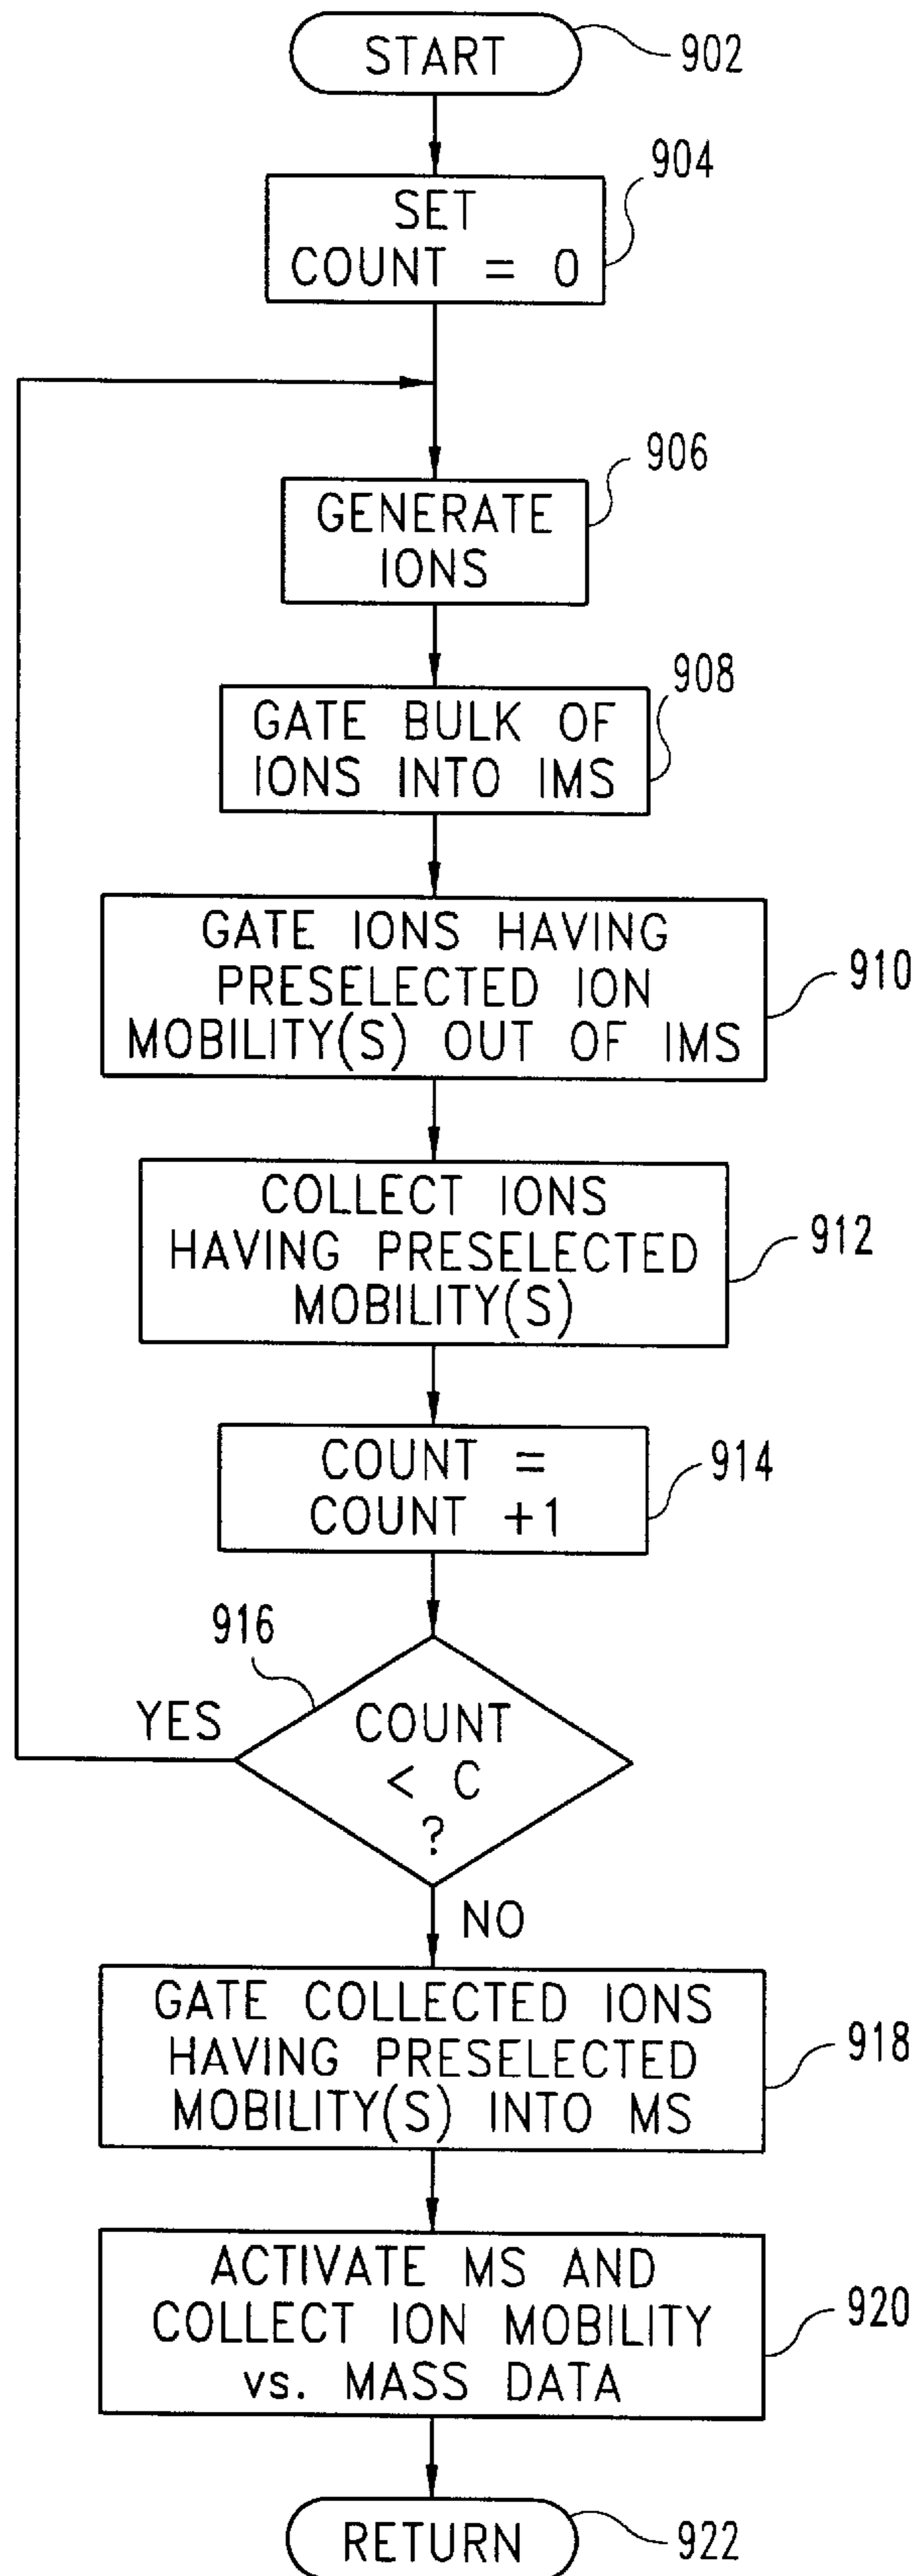 START
902
904
SET
COUNT = 0
906
GENERATE
IONS
908
GATE BULK OF
IONS INTO IMS
GATE IONS HAVING
PRESELECTED ION
MOBILITY(S) OUT OF IMS
910
COLLECT IONS
HAVING PRESELECTED
MOBILITY(S)
912
COUNT =
COUNT +1
914
916
YES
COUNT
< C
?
NO
GATE COLLECTED IONS
HAVING PRESELECTED
MOBILITY(S) INTO MS
918
ACTIVATE MS AND
COLLECT ION MOBILITY
vs. MASS DATA
920
RETURN
922